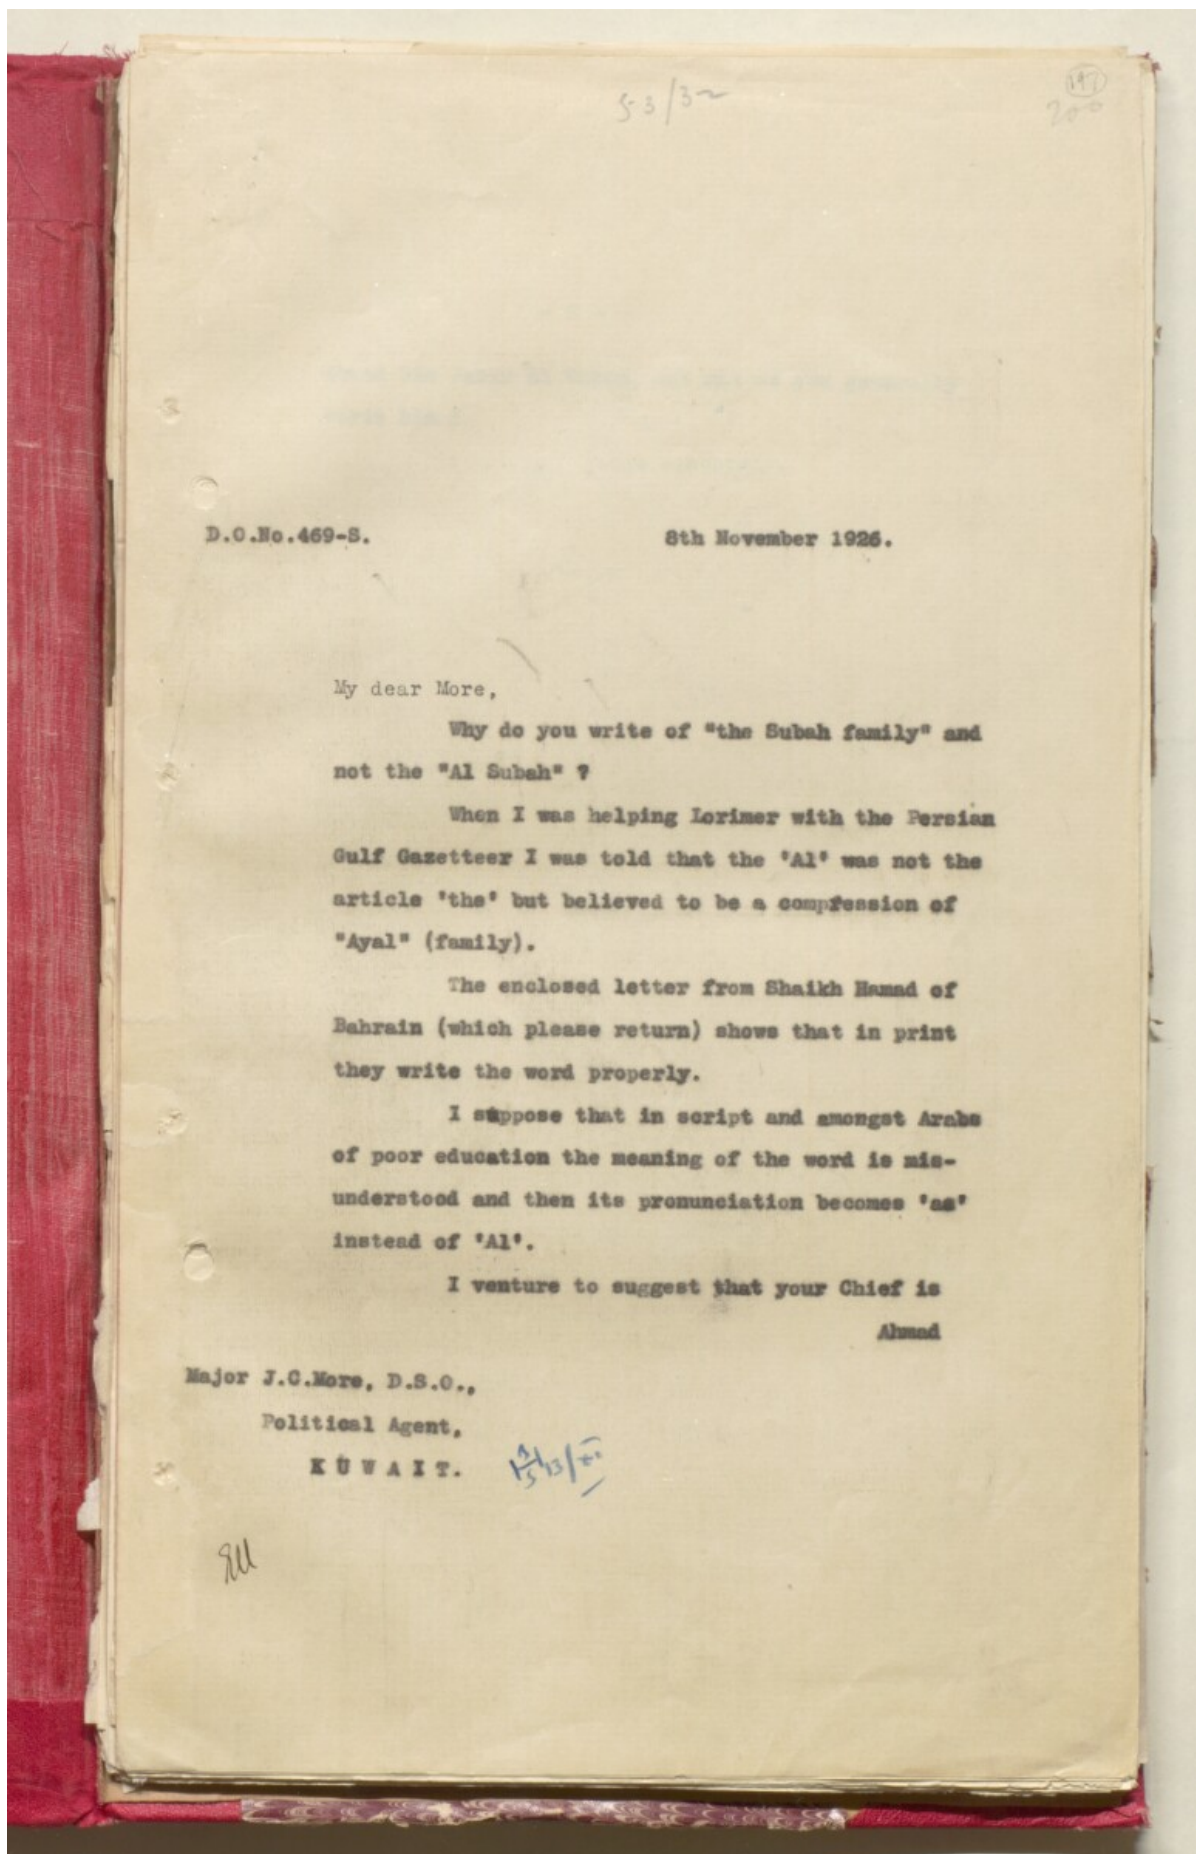 53/32
197
200
D.O.No.469-S. 8th November 1926.
My dear More,
Why do you write of "the Subah family" and
not the "Al Subah" ?
When I was helping Lorimer with the Persian
Gulf Gazetteer I was told that the 'Al' was not the
article 'the' but believed to be a compression of
"Ayal" (family).
The enclosed letter from Shaikh Hamad of
Bahrain (which please return) shows that in print
they write the word properly.
I suppose that in script and amongst Arabs
of poor education the meaning of the word is mis-
understood and then its pronunciation becomes 'as'
instead of 'Al'.
I venture to suggest that your Chief is
Ahmad
Major J.C.More, D.S.O.,
Political Agent,
KUWAIT.